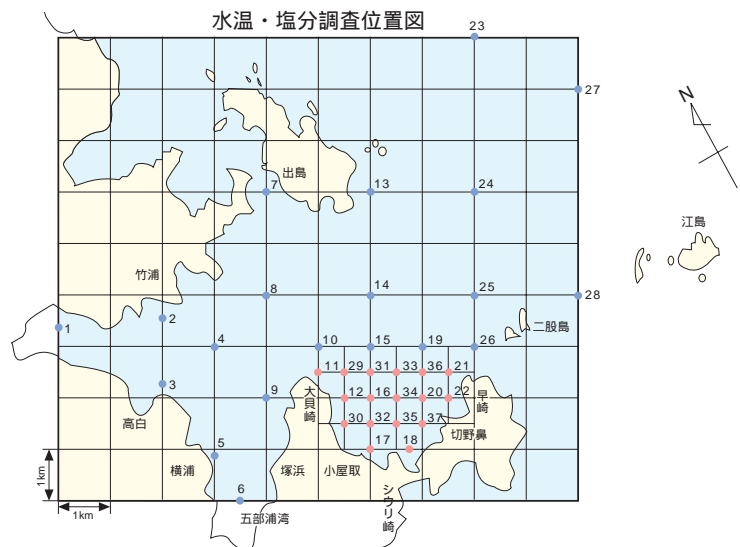 水温・塩分調査位置図
23
27
N
出島
7
13
24
江島
竹浦
8
14
25
28
1
2
二股島
4
10
15
19
26
11
29
31
33
36
21
3
9
大貝崎
12
16
34
20
22
早崎
高白
30
32
35
37
切野鼻
5
17
18
横浦
塚浜
小屋取
1km
6
五部浦湾
シウリ崎
1km